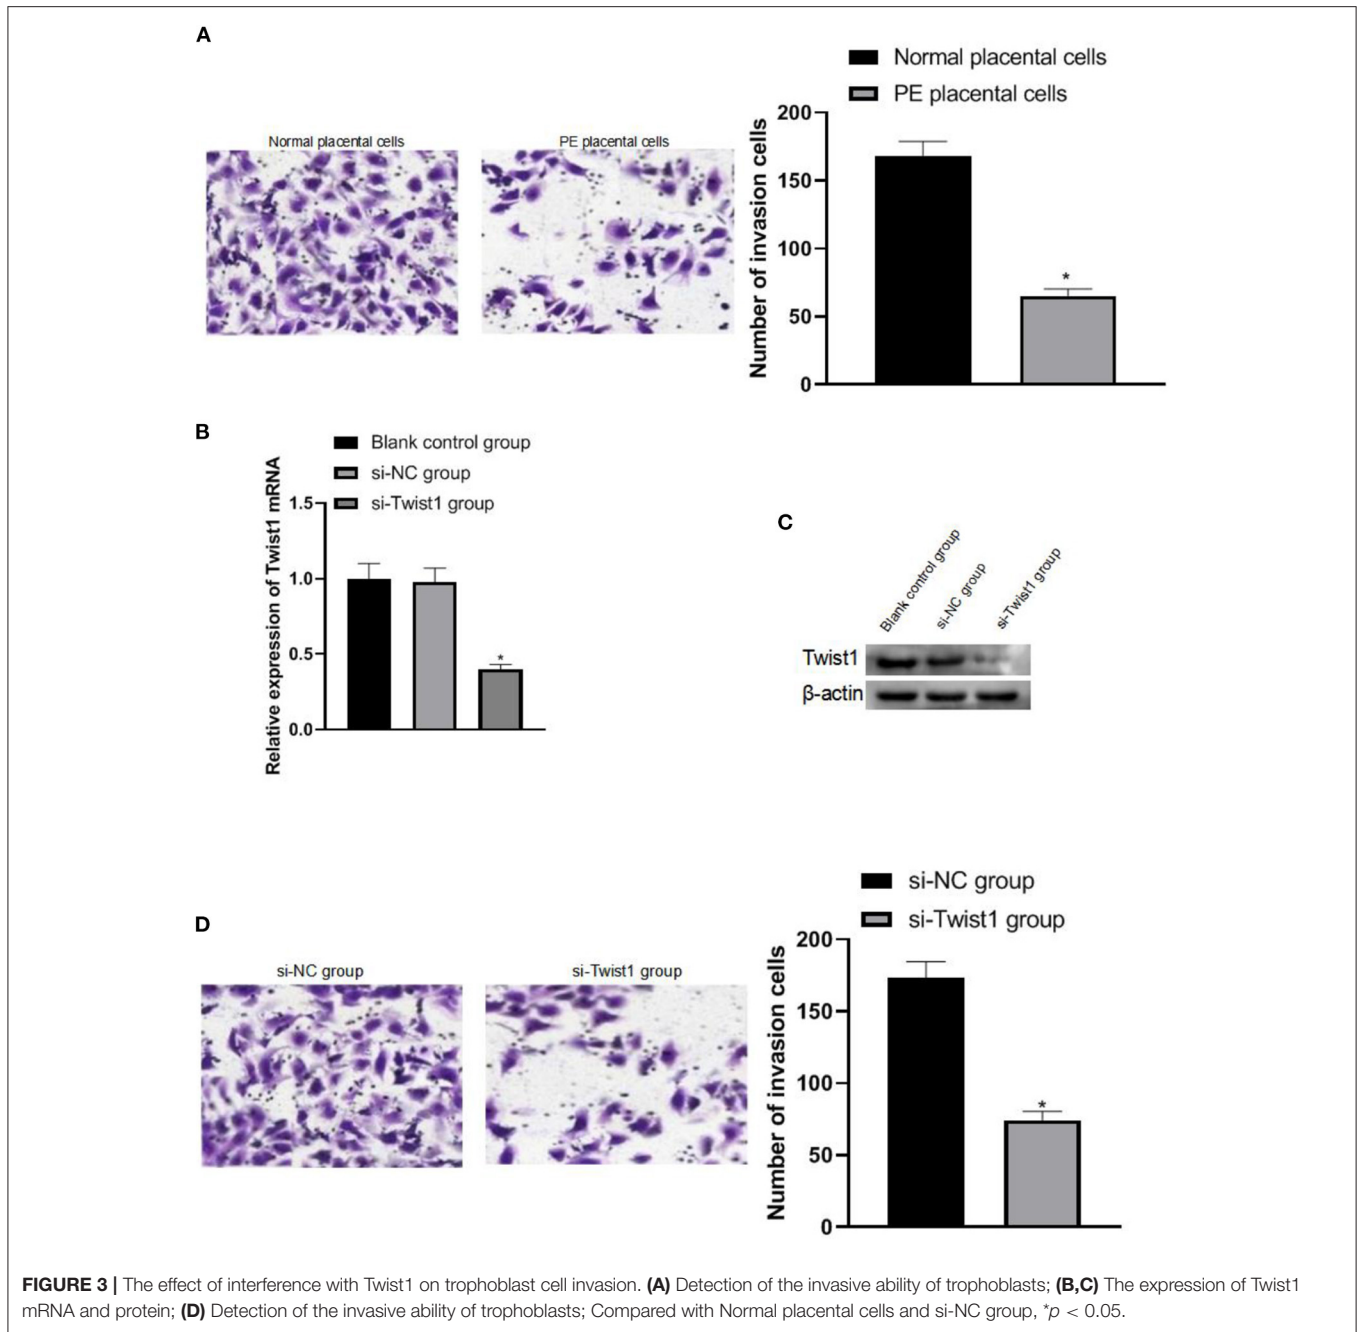 A
Normal placental cells
PE placental cells
Normal placental cells
PE placental cells
Number of invasion cells
200
150
100
50
0
*
B
Blank control group
si-NC group
si-Twist1 group
Relative expression of Twist1 mRNA
1.5
1.0
0.5
0.0
*
C
Blank control group
si-NC group
si-Twist1 group
Twist1
β-actin
D
si-NC group
si-Twist1 group
si-NC group
si-Twist1 group
Number of invasion cells
200
150
100
50
0
*
FIGURE 3 | The effect of interference with Twist1 on trophoblast cell invasion. (A) Detection of the invasive ability of trophoblasts; (B,C) The expression of Twist1
mRNA and protein; (D) Detection of the invasive ability of trophoblasts; Compared with Normal placental cells and si-NC group, *p < 0.05.